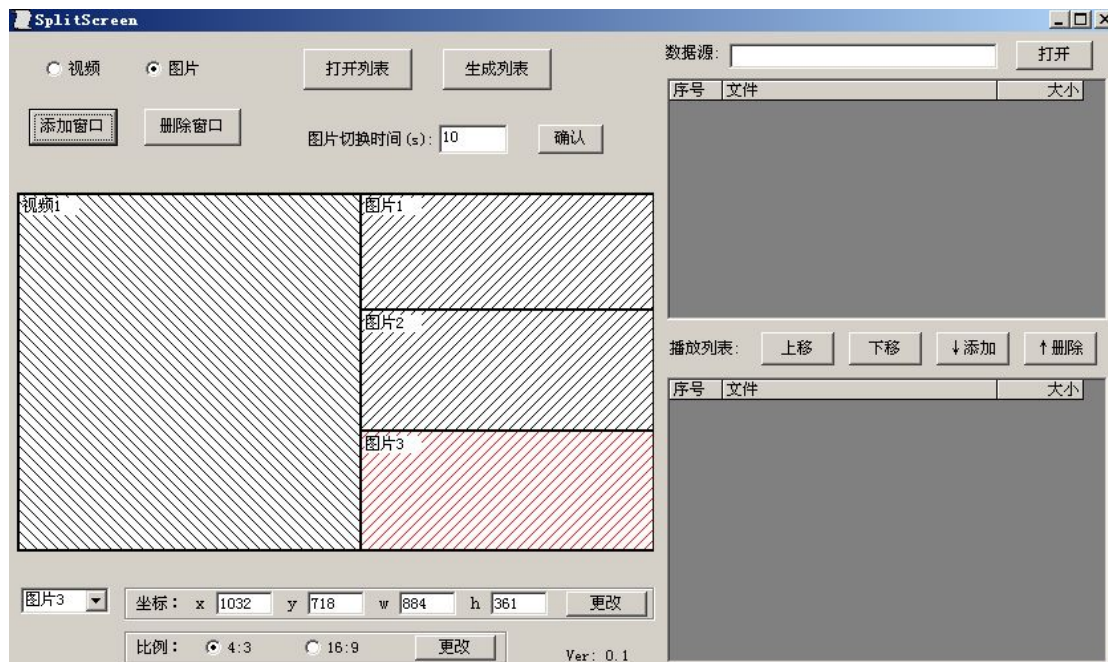 SplitScreen
视频 图片 打开列表 生成列表
添加窗口 删除窗口
图片切换时间(s): 10 确认
视频1
图片1
图片2
图片3
图片3 坐标: x 1032 y 718 w 884 h 361 更改
比例: 4:3 16:9 更改
Ver: 0.1
数据源: 打开
序号 文件 大小
播放列表: 上移 下移 ↓添加 ↑删除
序号 文件 大小